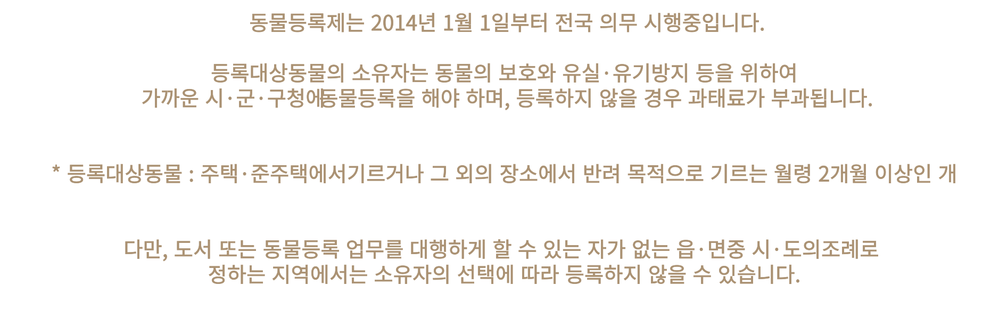 동물등록제는 2014년 1월 1일부터 전국 의무 시행중입니다.
등록대상동물의 소유자는 동물의 보호와 유실·유기방지 등을 위하여
가까운 시·군·구청에동물등록을 해야 하며, 등록하지 않을 경우 과태료가 부과됩니다.
* 등록대상동물 : 주택·준주택에서기르거나 그 외의 장소에서 반려 목적으로 기르는 월령 2개월 이상인 개
다만, 도서 또는 동물등록 업무를 대행하게 할 수 있는 자가 없는 읍·면중 시·도의조례로
정하는 지역에서는 소유자의 선택에 따라 등록하지 않을 수 있습니다.